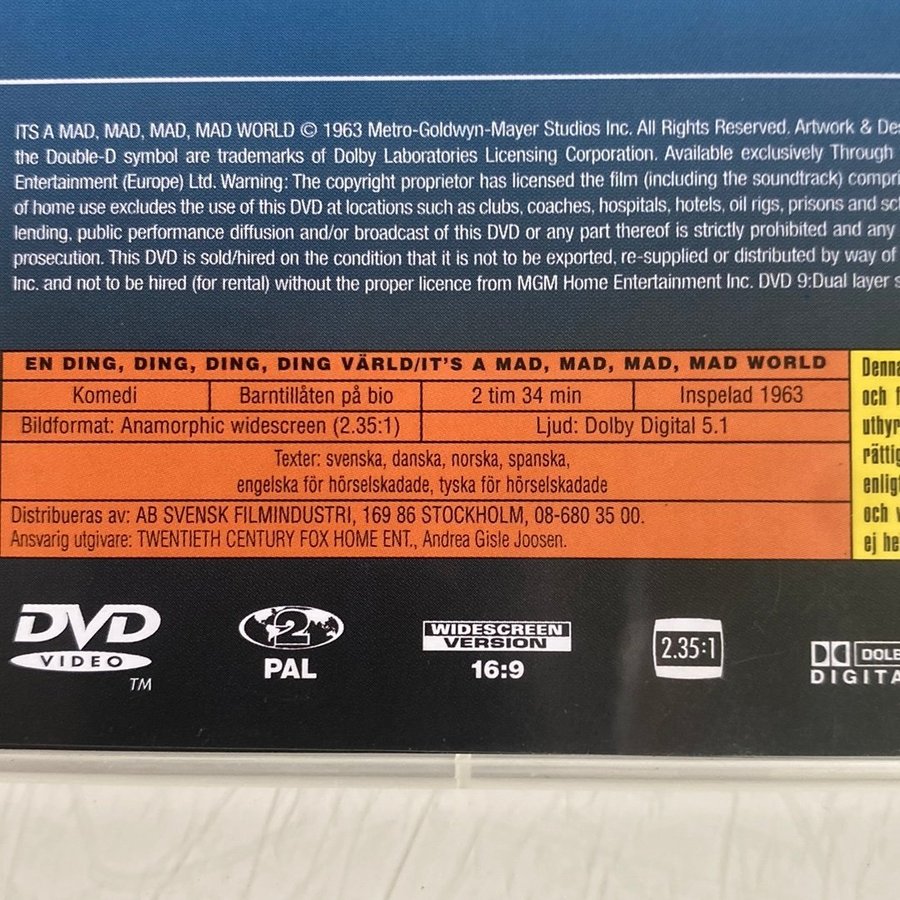 ITS A MAD, MAD, MAD, MAD WORLD © 1963 Metro-Goldwyn-Mayer Studios Inc. All Rights Reserved. Artwork &
the Double-D symbol are trademarks of Dolby Laboratories Licensing Corporation. Available exclusively Through
Entertainment (Europe) Ltd. Warning: The copyright proprietor has licensed the film (including the soundtrack)
of home use excludes the use of this DVD at locations such as clubs, coaches, hospitals, hotels, oil rigs, prisons and
lending, public performance diffusion and/or broadcast of this DVD or any part thereof is strictly prohibited and any
prosecution. This DVD is sold/hired on the condition that it is not to be exported, re-supplied or distributed by way of
Inc. and not to be hired (for rental) without the proper licence from MGM Home Entertainment Inc. DVD 9:Dual layer
EN DING, DING, DING, DING VÄRLD/IT'S A MAD, MAD, MAD, MAD WORLD
Komedi Barntillåten på bio 2 tim 34 min Inspelad 1963
Bildformat: Anamorphic widescreen (2.35:1) Ljud: Dolby Digital 5.1
Texter: svenska, danska, norska, spanska,
engelska för hörselskadade, tyska för hörselskadade
Distribueras av: AB SVENSK FILMINDUSTRI, 169 86 STOCKHOLM, 08-680 35 00.
Ansvarig utgivare: TWENTIETH CENTURY FOX HOME ENT., Andrea Gisle Joosen.
Denna
och
enligt
och
ej
DVD
VIDEO
TM
2
PAL
WIDESCREEN
VERSION
16:9
2.35:1